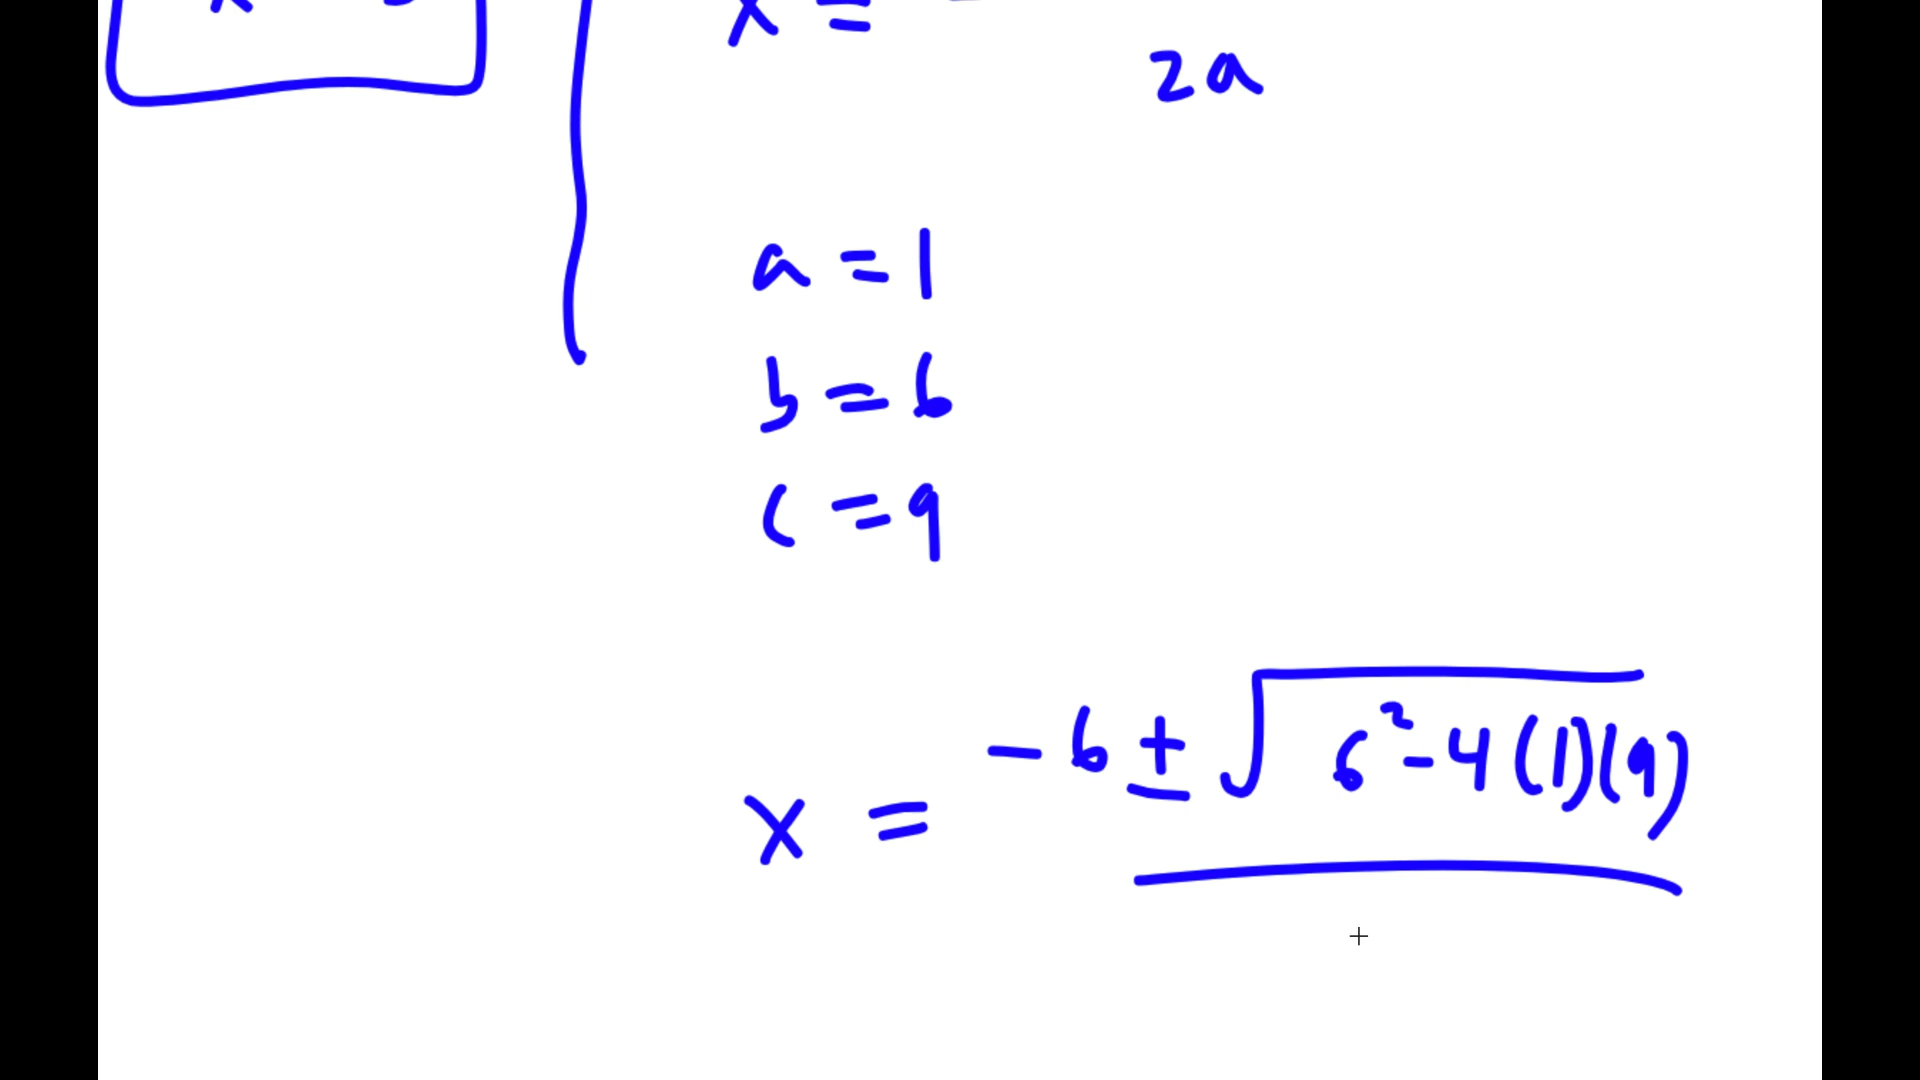 x =
2a
a = 1
b = 6
c = 9
x = -6 ± √6²-4(1)(9)